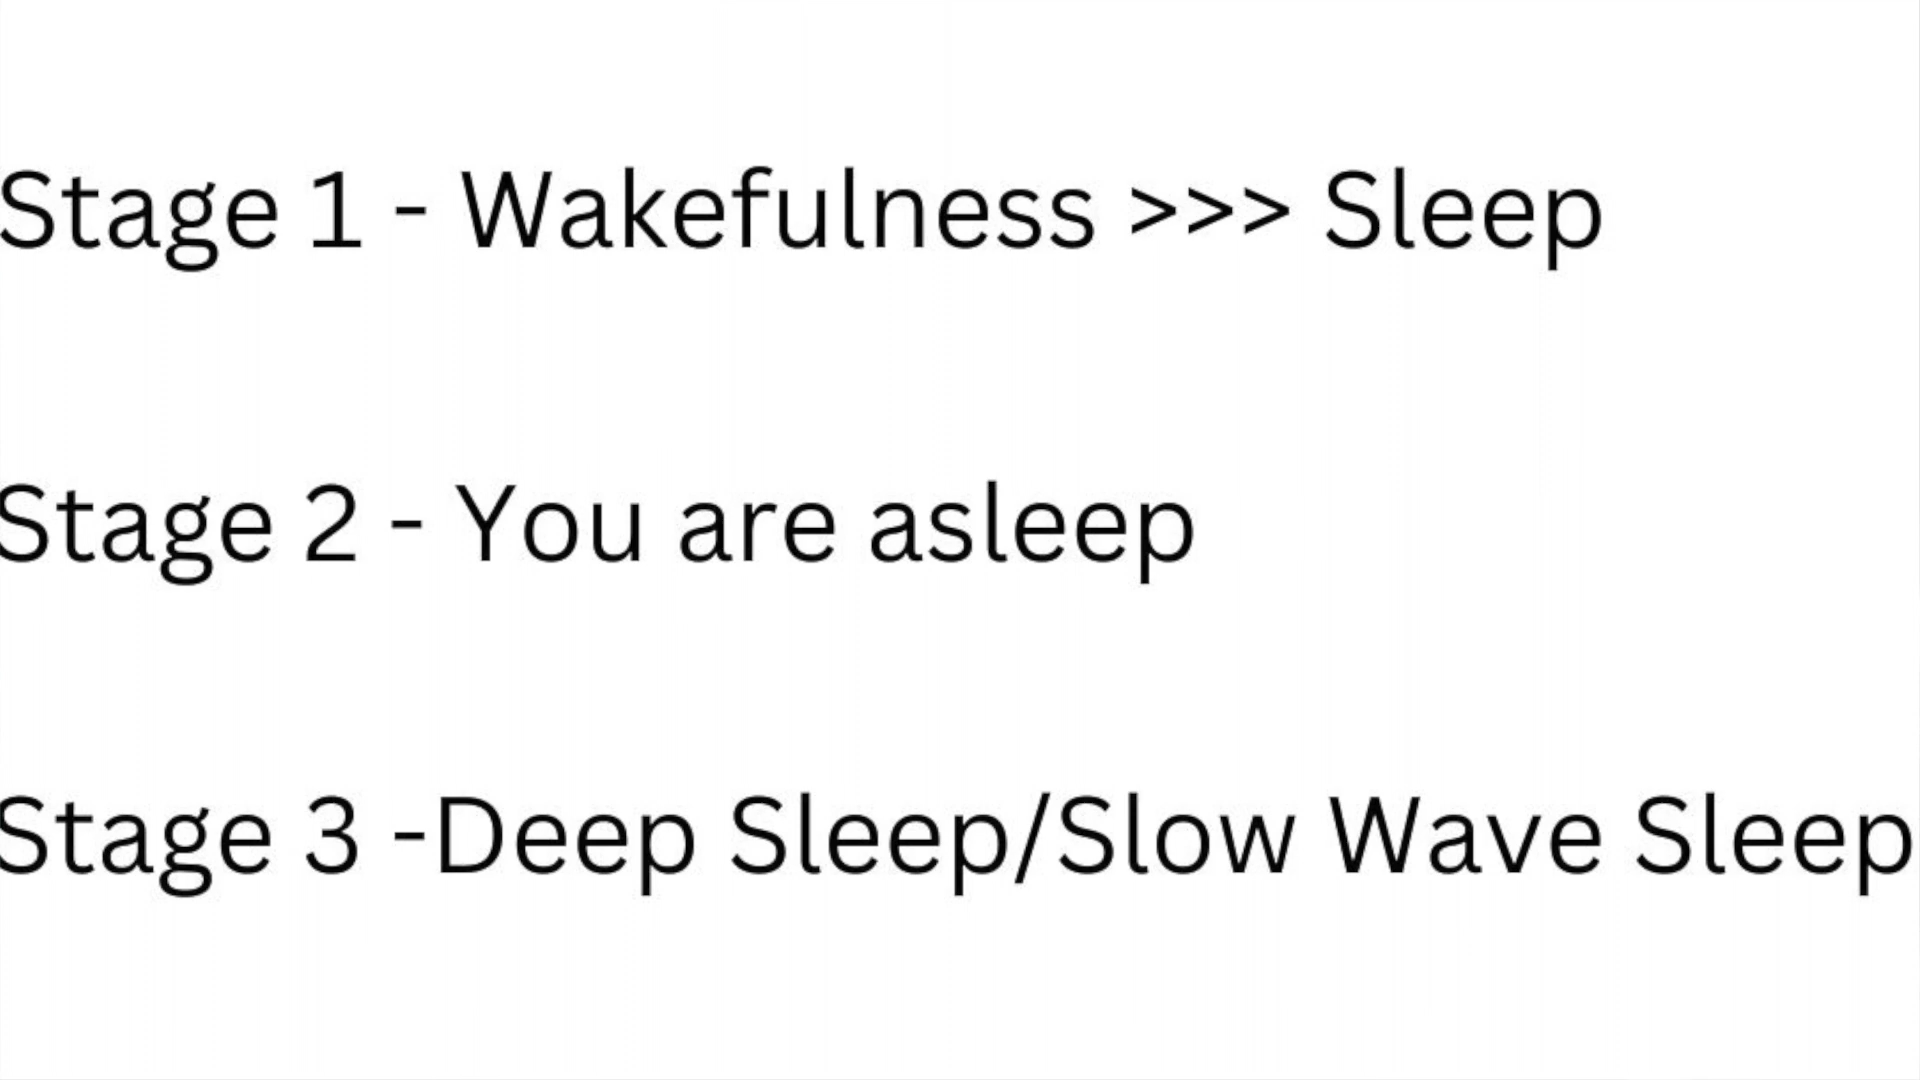 Stage 1 - Wakefulness >>> Sleep
Stage 2 - You are asleep
Stage 3 -Deep Sleep/Slow Wave Sleep